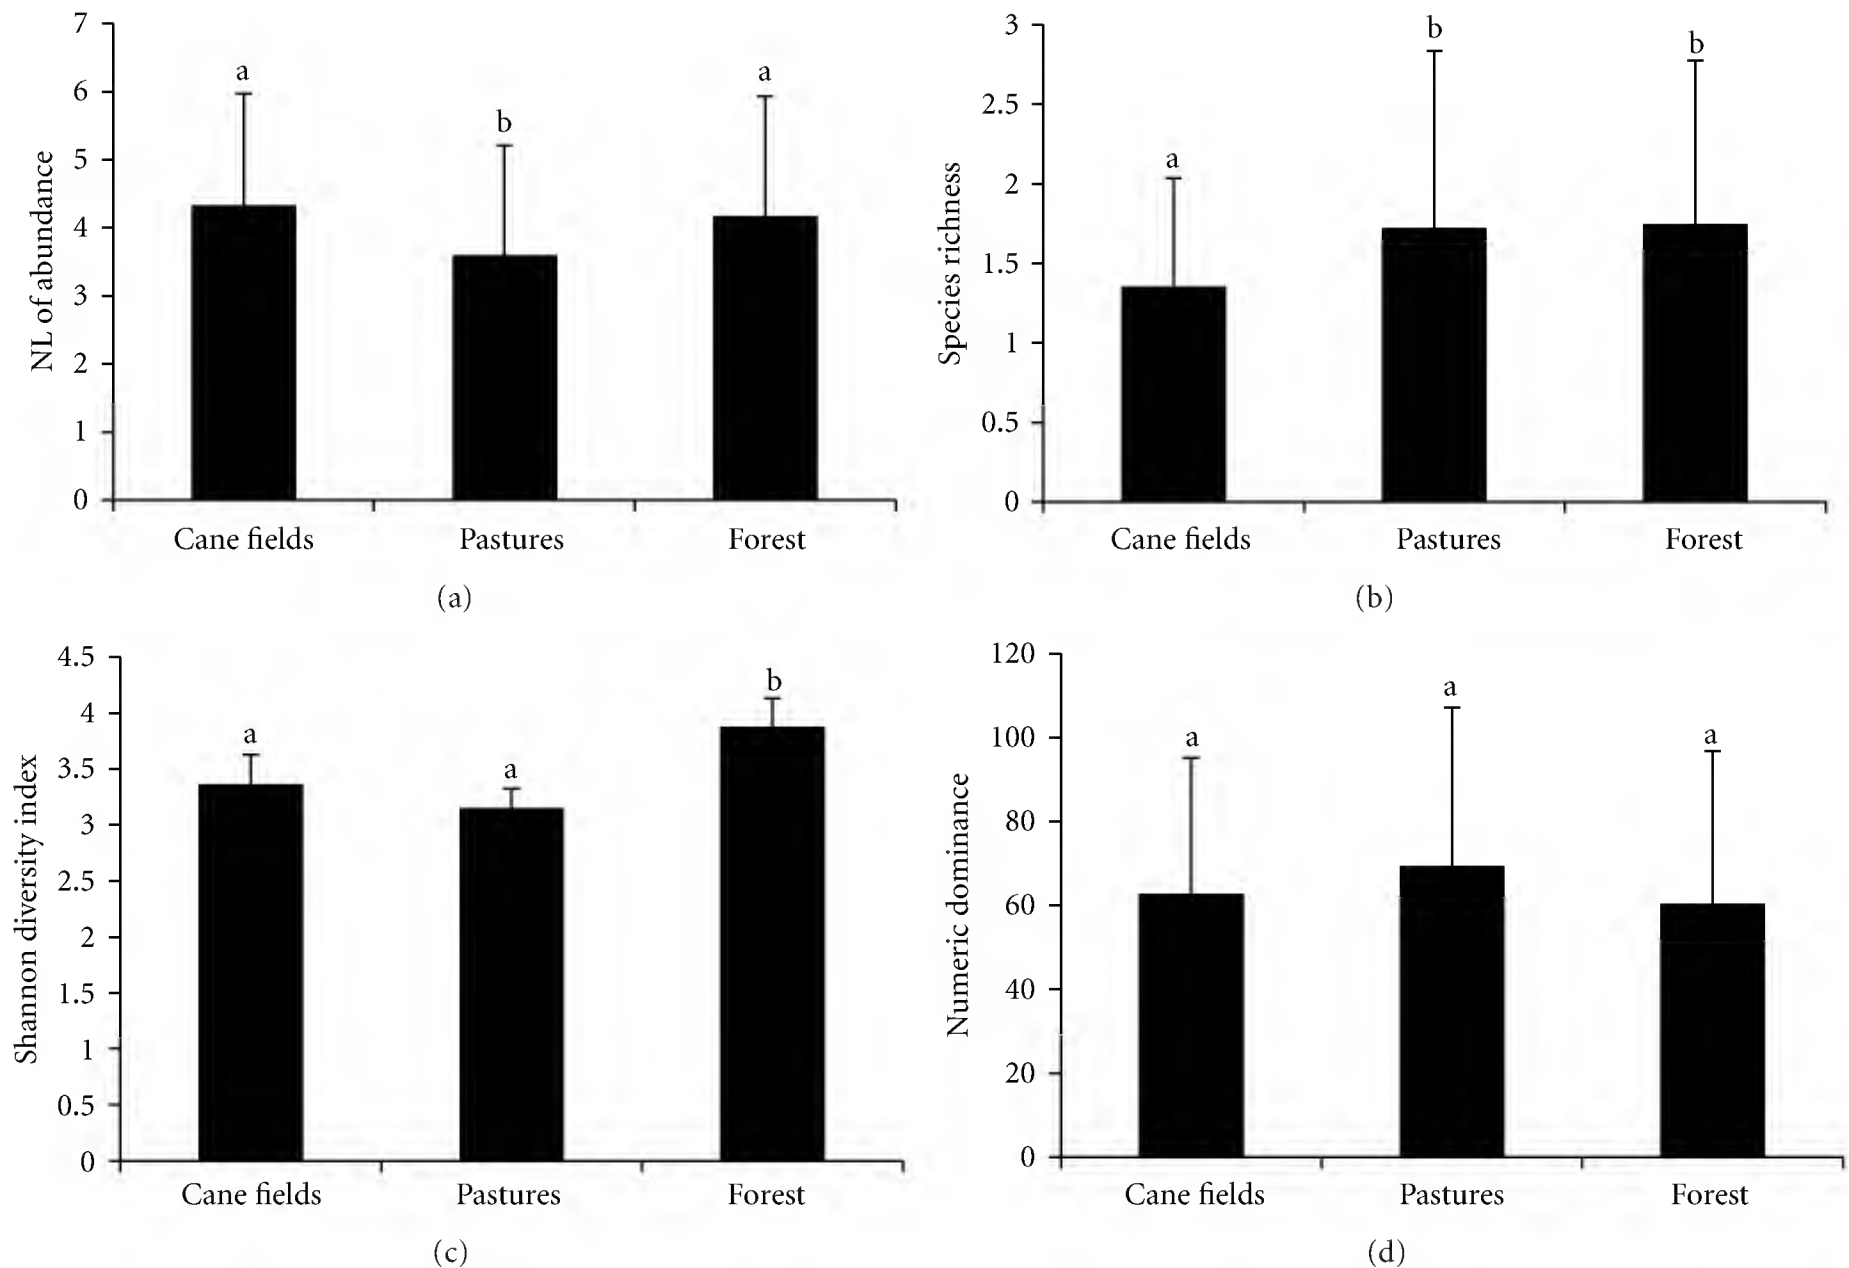 7
6
5
4
3
2
1
0
NL of abundance
a
b
a
Cane fields
Pastures
Forest
(a)
3
2.5
2
1.5
1
0.5
0
Species richness
a
b
b
Cane fields
Pastures
Forest
(b)
4.5
4
3.5
3
2.5
2
1.5
1
0.5
0
Shannon diversity index
a
a
b
Cane fields
Pastures
Forest
(c)
120
100
80
60
40
20
0
Numeric dominance
a
a
a
Cane fields
Pastures
Forest
(d)